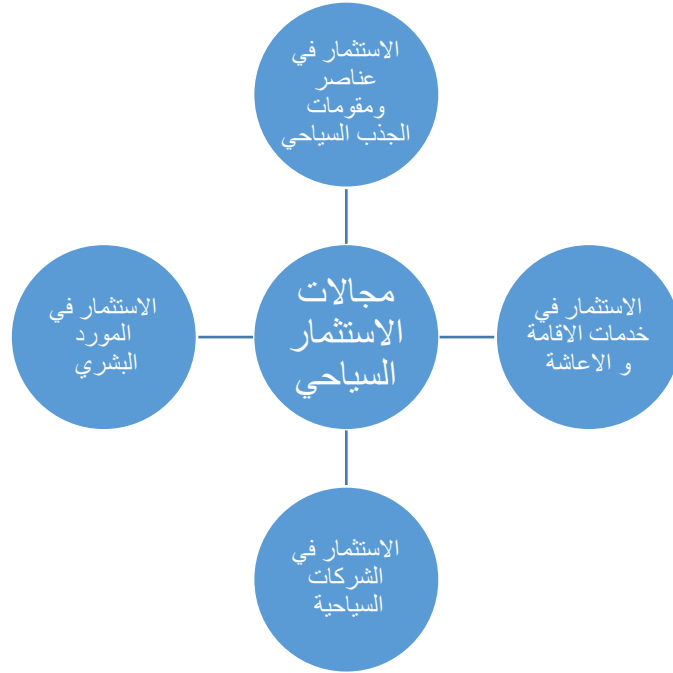 الاستثمار في
عناصر
ومقومات
الجذب السياحي
مجالات
الاستثمار
السياحي
الاستثمار في
خدمات الاقامة
و الاعاشة
الاستثمار في
المورد
البشري
الاستثمار في
الشركات
السياحية